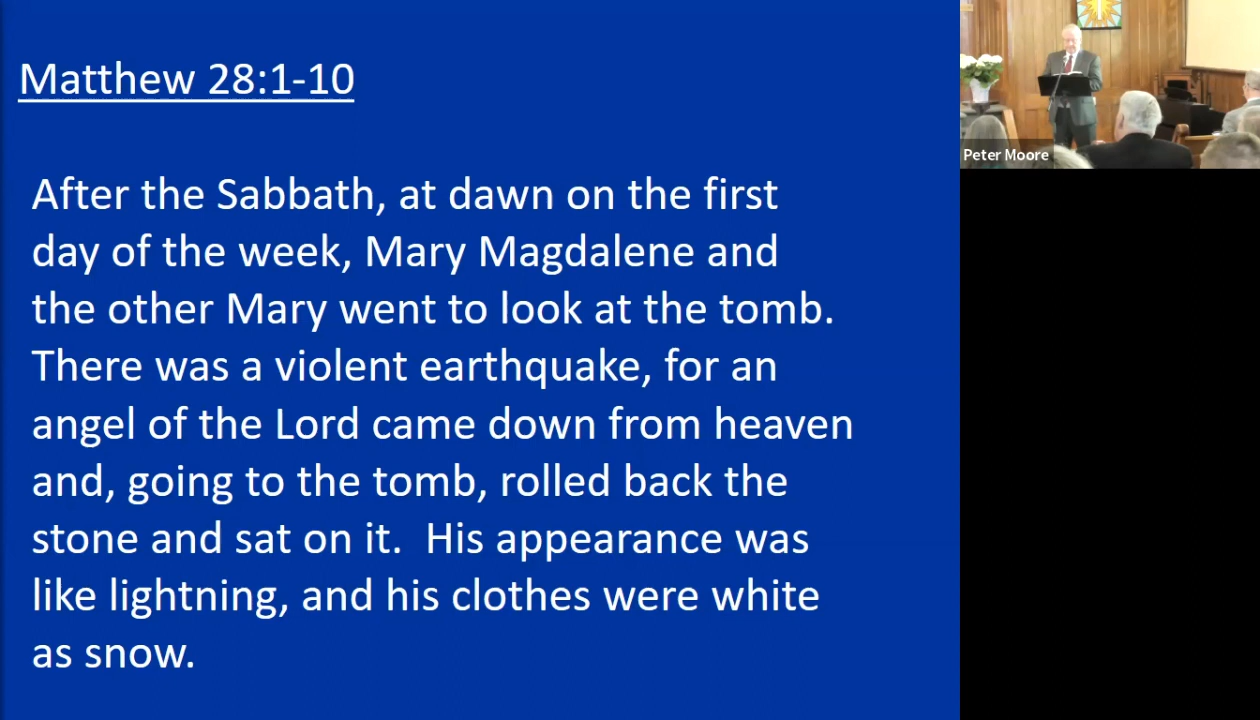 Matthew 28:1-10
After the Sabbath, at dawn on the first
day of the week, Mary Magdalene and
the other Mary went to look at the tomb.
There was a violent earthquake, for an
angel of the Lord came down from heaven
and, going to the tomb, rolled back the
stone and sat on it.  His appearance was
like lightning, and his clothes were white
as snow.
Peter Moore